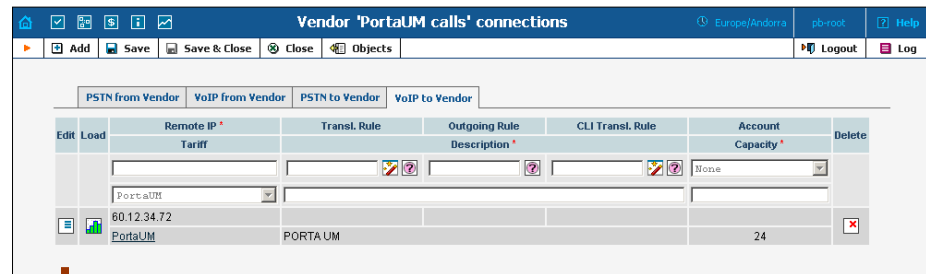 Vendor 'PortaUM calls' connections
Europe/Andorra
pb-root
Help
Add
Save
Save & Close
Close
Objects
Logout
Log
PSTN from Vendor
VoIP from Vendor
PSTN to Vendor
VoIP to Vendor
Edit
Load
Remote IP *
Transl. Rule
Outgoing Rule
CLI Transl. Rule
Account
Delete
Tariff
Description *
Capacity *
None
PortaUM
60.12.34.72
PortaUM
PORTA UM
24